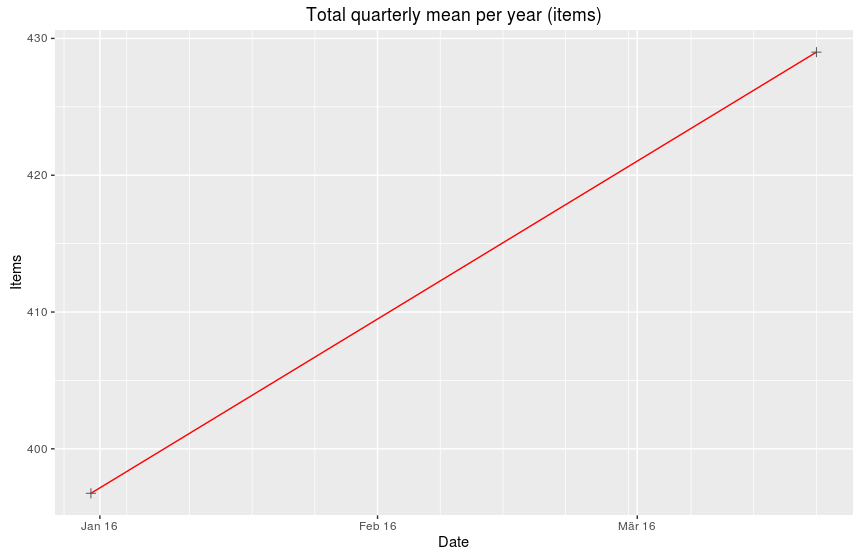 Total quarterly mean per year (items)
430
420
410
400
Items
Jan 16
Feb 16
Mär 16
Date